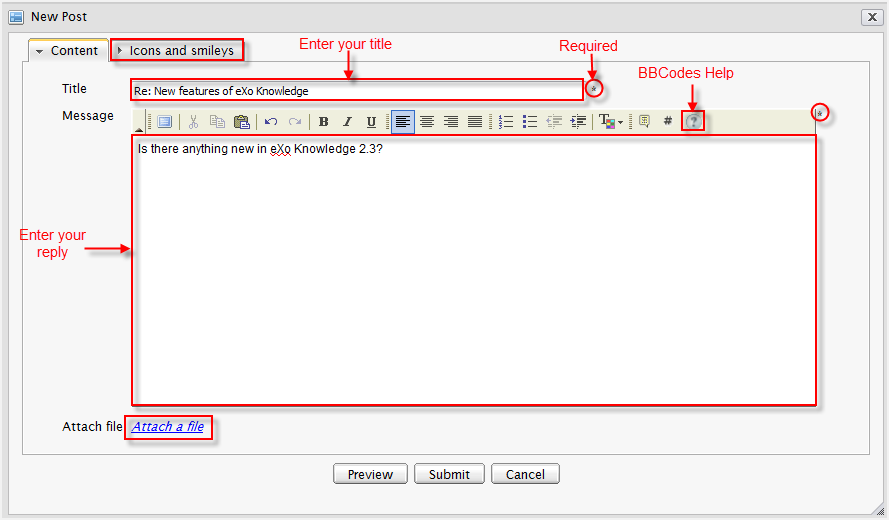 New Post
Content
Icons and smileys
Enter your title
Required
BBCodes Help
Title
Re: New features of eXo Knowledge
*
Message
B I U
T
#
?
*
Is there anything new in eXo Knowledge 2.3?
Enter your
reply
Attach file
Attach a file
Preview
Submit
Cancel